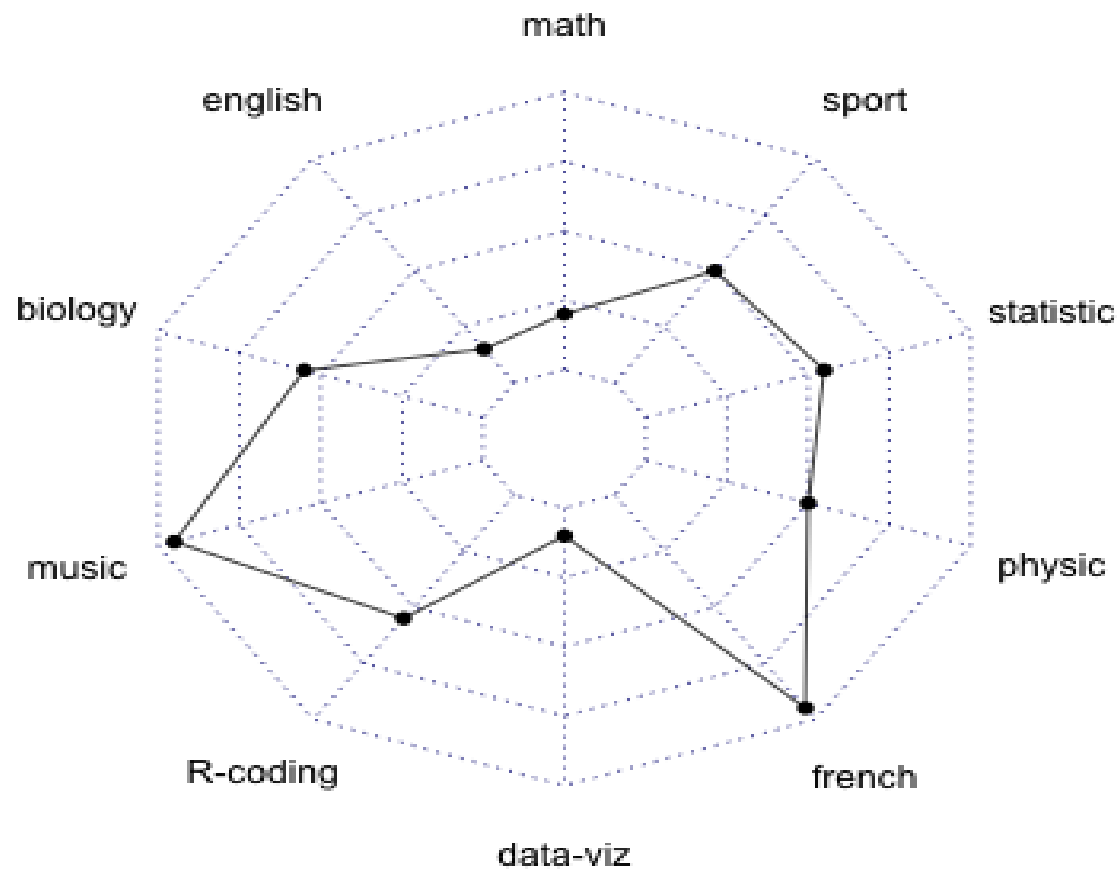 math
english
sport
biology
statistic
music
physic
R-coding
french
data-viz